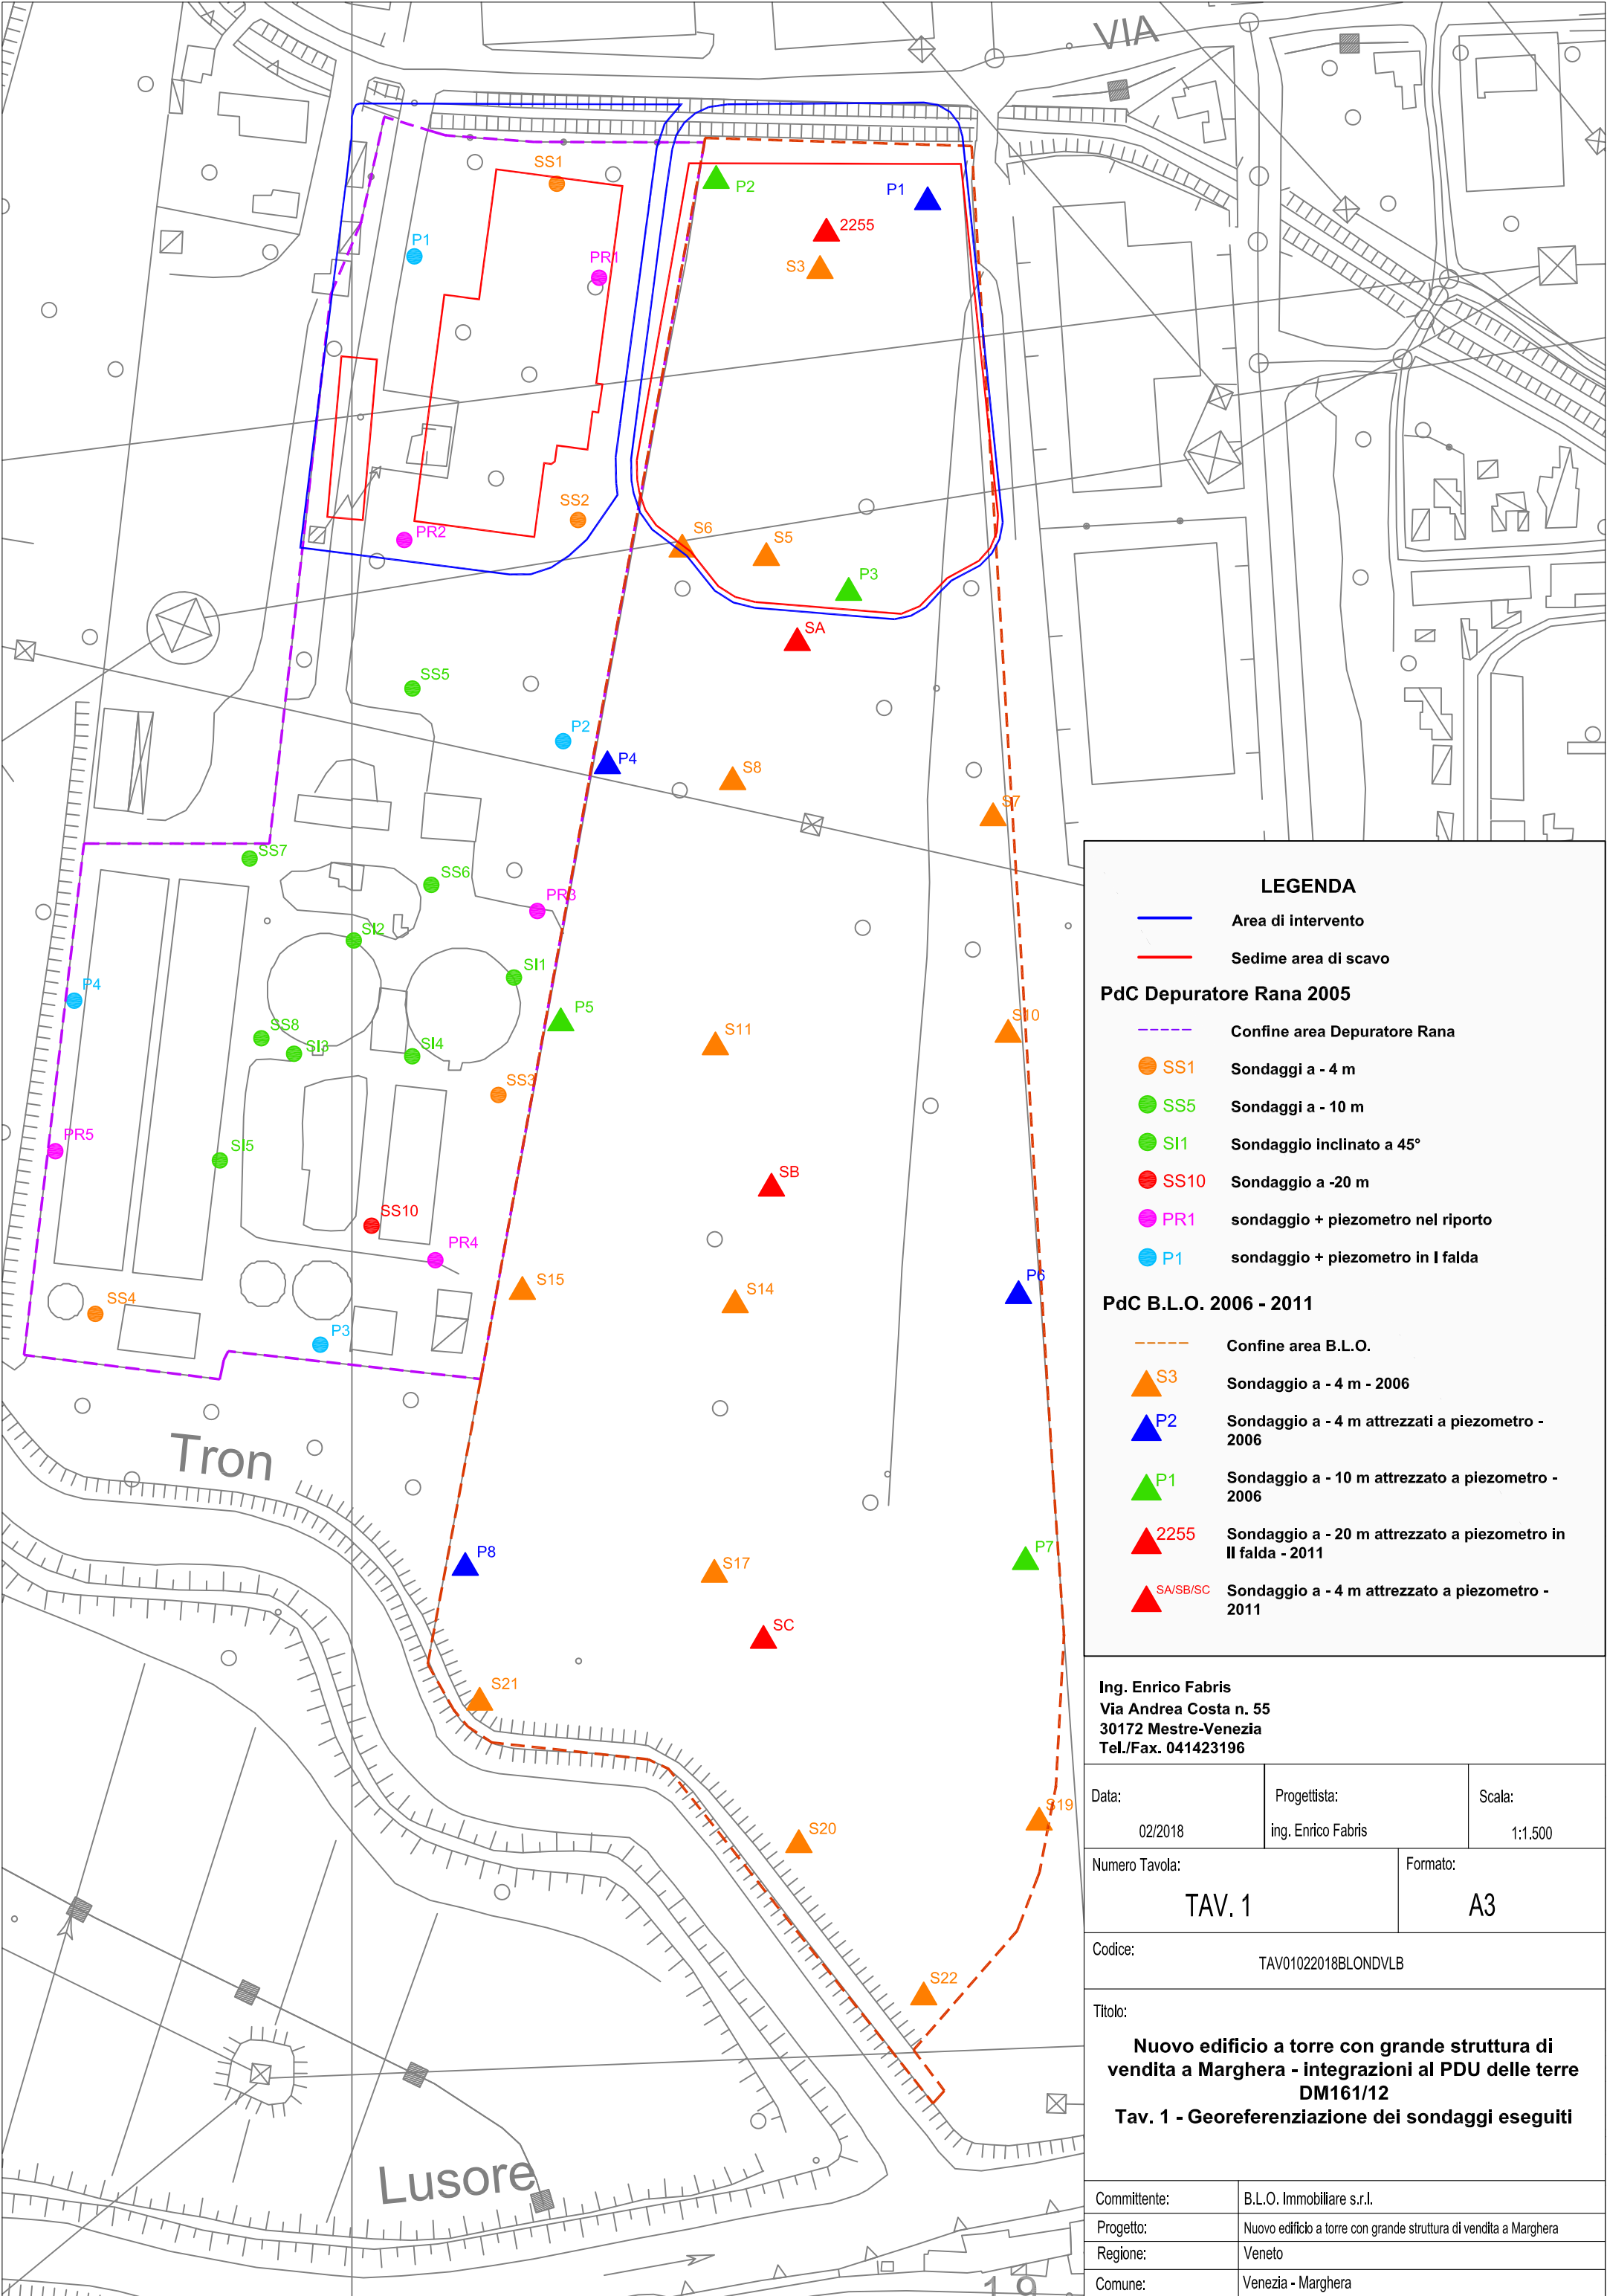 VIA
SS1
P2
P1
2255
P1
S3
PR1
SS2
PR2
S6
S5
P3
SA
SS5
P2
P4
S8
S7
SS7
SS6
PR3
SI2
SI1
P4
P5
SS8
SI3
SI4
S11
S10
SS3
PR5
SI5
SB
SS10
PR4
S15
S14
P6
SS4
P3
Tron
P8
S17
P7
SC
S21
S20
S19
S22
Lusore
19
LEGENDA
Area di intervento
Sedime area di scavo
PdC Depuratore Rana 2005
Confine area Depuratore Rana
SS1 Sondaggi a - 4 m
SS5 Sondaggi a - 10 m
SI1 Sondaggio inclinato a 45°
SS10 Sondaggio a -20 m
PR1 sondaggio + piezometro nel riporto
P1 sondaggio + piezometro in I falda
PdC B.L.O. 2006 - 2011
Confine area B.L.O.
S3 Sondaggio a - 4 m - 2006
P2 Sondaggio a - 4 m attrezzati a piezometro -
2006
P1 Sondaggio a - 10 m attrezzato a piezometro -
2006
2255 Sondaggio a - 20 m attrezzato a piezometro in
II falda - 2011
SA/SB/SC Sondaggio a - 4 m attrezzato a piezometro -
2011
Ing. Enrico Fabris
Via Andrea Costa n. 55
30172 Mestre-Venezia
Tel./Fax. 041423196
Data: Progettista: Scala:
02/2018 ing. Enrico Fabris 1:1.500
Numero Tavola: Formato:
TAV. 1 A3
Codice:
TAV01022018BLONDVLB
Titolo:
Nuovo edificio a torre con grande struttura di
vendita a Marghera - integrazioni al PDU delle terre
DM161/12
Tav. 1 - Georeferenziazione dei sondaggi eseguiti
Committente: B.L.O. Immobiliare s.r.l.
Progetto: Nuovo edificio a torre con grande struttura di vendita a Marghera
Regione: Veneto
Comune: Venezia - Marghera